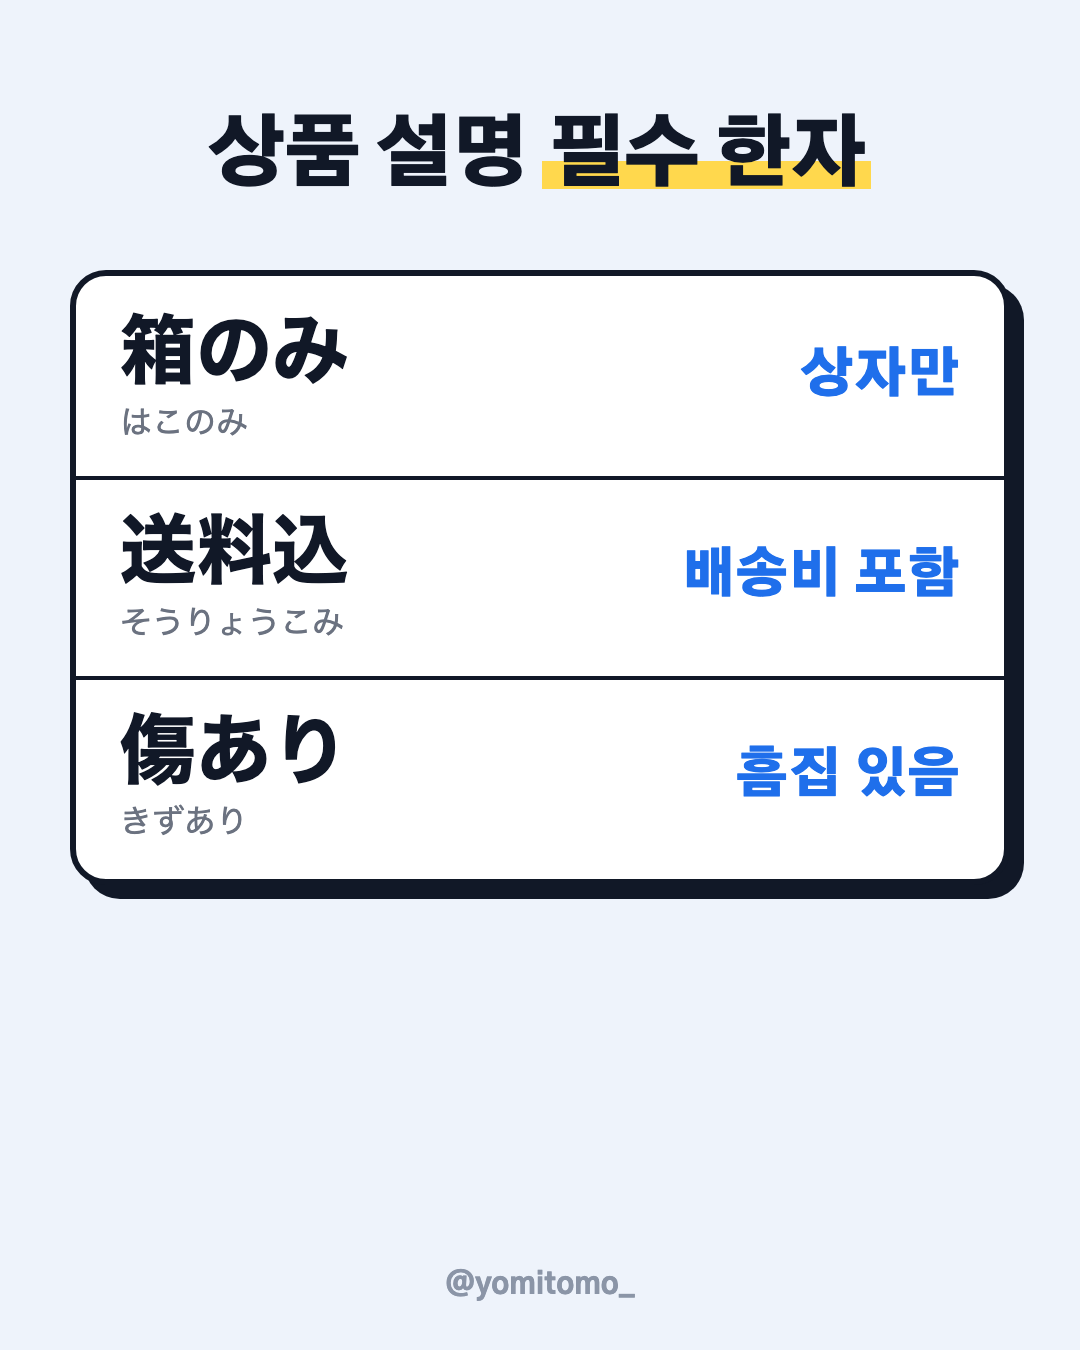 상품 설명 필수 한자
箱のみ
はこのみ
상자만
送料込
そうりょうこみ
배송비 포함
傷あり
きずあり
흠집 있음
@yomitomo_